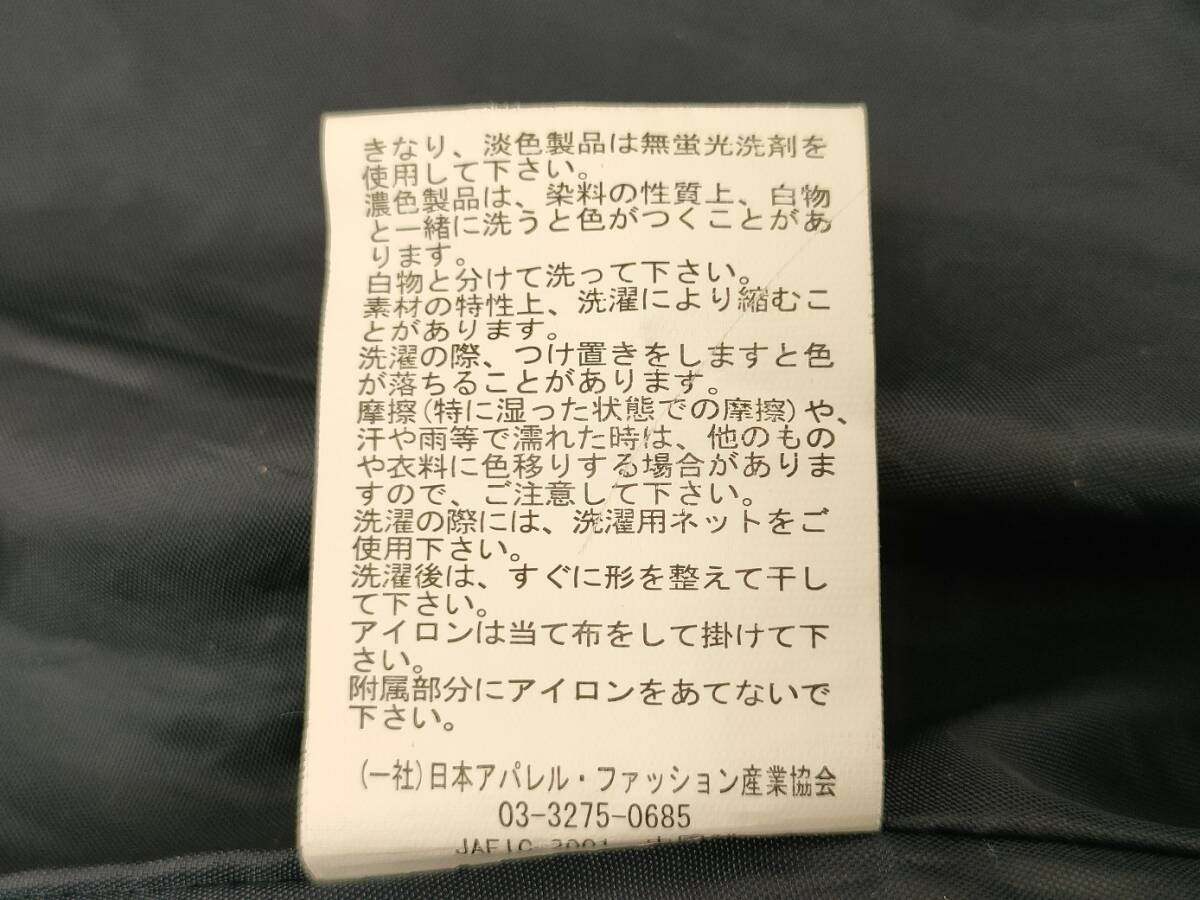 きなり、淡色製品は無蛍光洗剤を
使用して下さい。
濃色製品は、染料の性質上、白物
と一緒に洗うと色がつくことがあ
ります。
白物と分けて洗って下さい。
素材の特性上、洗濯により縮むこ
とがあります。
洗濯の際、つけ置きをしますと色
が落ちることがあります。
摩擦(特に湿った状態での摩擦)や、
汗や雨等で濡れた時は、他のもの
や衣料に色移りする場合がありま
すので、ご注意して下さい。
洗濯の際には、洗濯用ネットをご
使用下さい。
洗濯後は、すぐに形を整えて干し
て下さい。
アイロンは当て布をして掛けて下
さい。
附属部分にアイロンをあてないで
下さい。
(一社)日本アパレル・ファッション産業協会
03-3275-0685
JAFIC